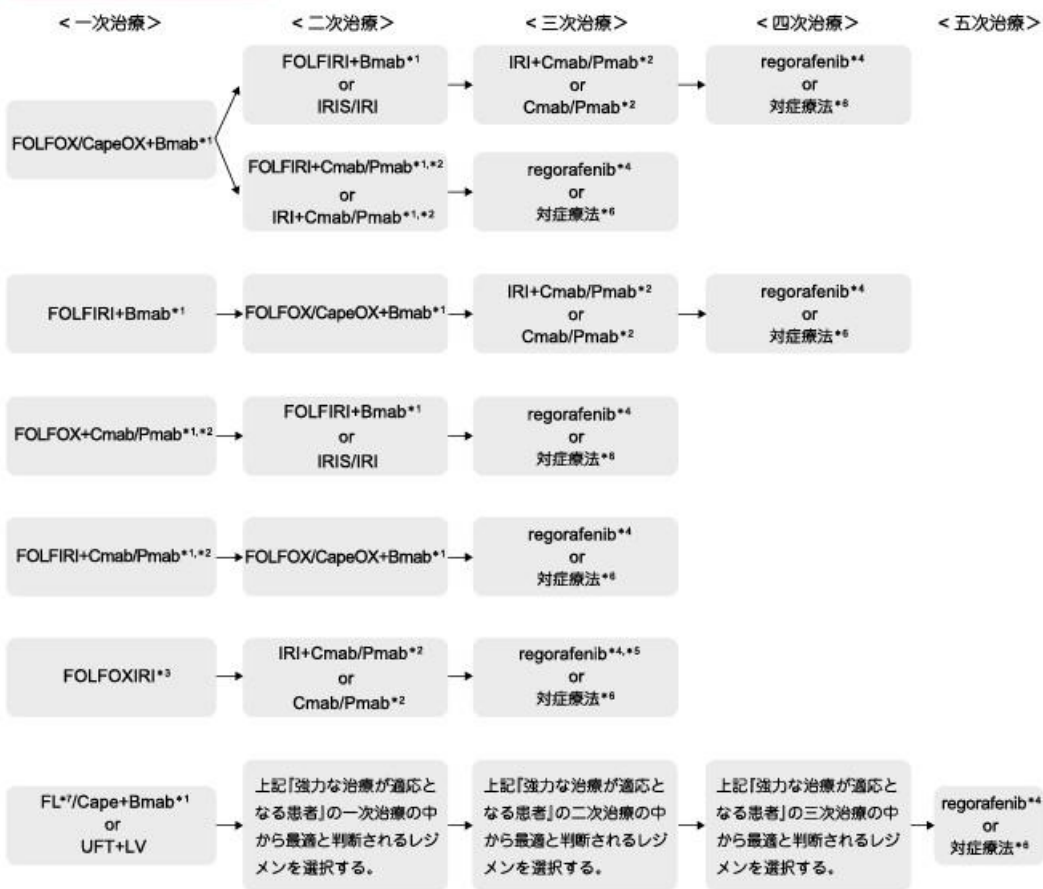 <一次治療>
<二次治療>
<三次治療>
<四次治療>
<五次治療>
FOLFOX/CapeOX+Bmab*1
FOLFIRI+Bmab*1
or
IRIS/IRI
IRI+Cmab/Pmab*2
or
Cmab/Pmab*2
regorafenib*4
or
対症療法*6
FOLFIRI+Cmab/Pmab*1,*2
or
IRI+Cmab/Pmab*1,*2
regorafenib*4
or
対症療法*6
FOLFIRI+Bmab*1
FOLFOX/CapeOX+Bmab*1
IRI+Cmab/Pmab*2
or
Cmab/Pmab*2
regorafenib*4
or
対症療法*6
FOLFOX+Cmab/Pmab*1,*2
FOLFIRI+Bmab*1
or
IRIS/IRI
regorafenib*4
or
対症療法*6
FOLFIRI+Cmab/Pmab*1,*2
FOLFOX/CapeOX+Bmab*1
regorafenib*4
or
対症療法*6
FOLFOXIRI*3
IRI+Cmab/Pmab*2
or
Cmab/Pmab*2
regorafenib*4,*5
or
対症療法*6
FL*7/Cape+Bmab*1
or
UFT+LV
上記『強力な治療が適応と
なる患者』の一次治療の中
から最適と判断されるレジ
メンを選択する。
上記『強力な治療が適応と
なる患者』の二次治療の中
から最適と判断されるレジ
メンを選択する。
上記『強力な治療が適応と
なる患者』の三次治療の中
から最適と判断されるレジ
メンを選択する。
regorafenib*4
or
対症療法*6